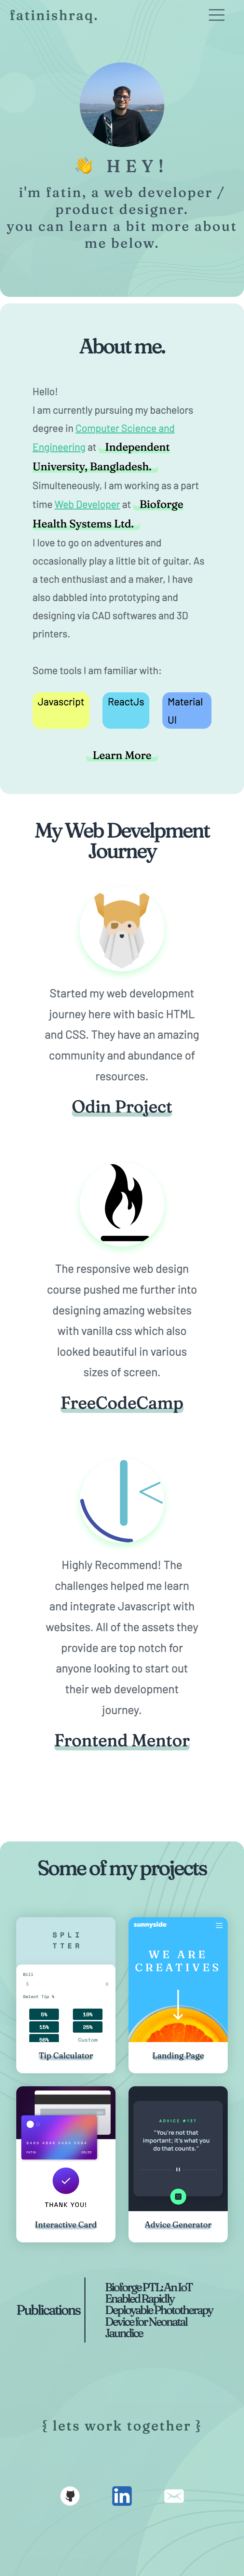 fatinishraq.
👋 HEY!
i'm fatin, a web developer /
product designer.
you can learn a bit more about
me below.
About me.
Hello!
I am currently pursuing my bachelors
degree in Computer Science and
Engineering at Independent
University, Bangladesh.
Simulteneously, I am working as a part
time Web Developer at Bioforge
Health Systems Ltd.
I love to go on adventures and
occasionally play a little bit of guitar. As
a tech enthusiast and a maker, I have
also dabbled into prototyping and
designing via CAD softwares and 3D
printers.
Some tools I am familiar with:
Javascript
ReactJs
Material
UI
Learn More
My Web Develpment
Journey
Started my web development
journey here with basic HTML
and CSS. They have an amazing
community and abundance of
resources.
Odin Project
The responsive web design
course pushed me further into
designing amazing websites
with vanilla css which also
looked beautiful in various
sizes of screen.
FreeCodeCamp
Highly Recommend! The
challenges helped me learn
and integrate Javascript with
websites. All of the assets they
provide are top notch for
anyone looking to start out
their web development
journey.
Frontend Mentor
Some of my projects
SPLI
TTER
Bill
$ 0
Select Tip %
5% 10%
15% 25%
50% Custom
Tip Calculator
sunnyside
WE ARE
CREATIVES
Landing Page
THANK YOU!
Interactive Card
"You're not that
important; it's what you
do that counts."
Advice Generator
Publications
Bioforge PTL: An IoT
Enabled Rapidly
Deployable Phototherapy
Device for Neonatal
Jaundice
{ lets work together }
in